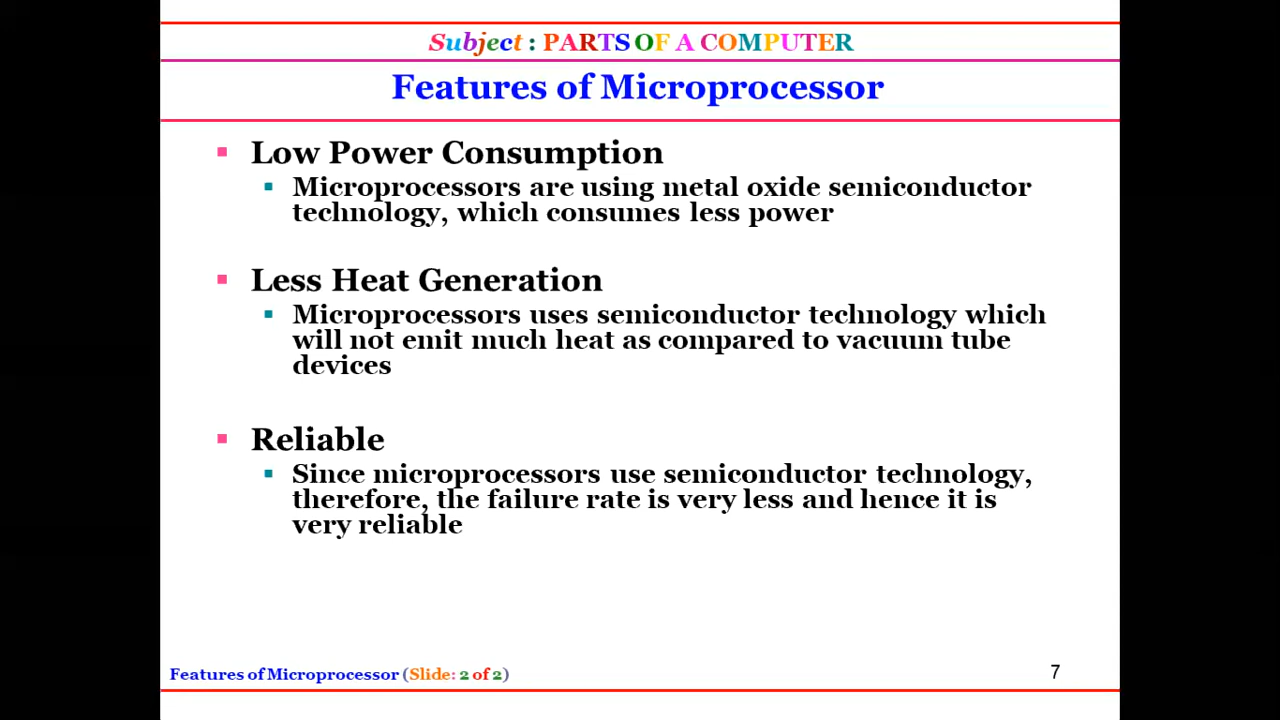 Subject : PARTS OF A COMPUTER
Features of Microprocessor
Low Power Consumption
Microprocessors are using metal oxide semiconductor
technology, which consumes less power
Less Heat Generation
Microprocessors uses semiconductor technology which
will not emit much heat as compared to vacuum tube
devices
Reliable
Since microprocessors use semiconductor technology,
therefore, the failure rate is very less and hence it is
very reliable
Features of Microprocessor (Slide: 2 of 2)
7